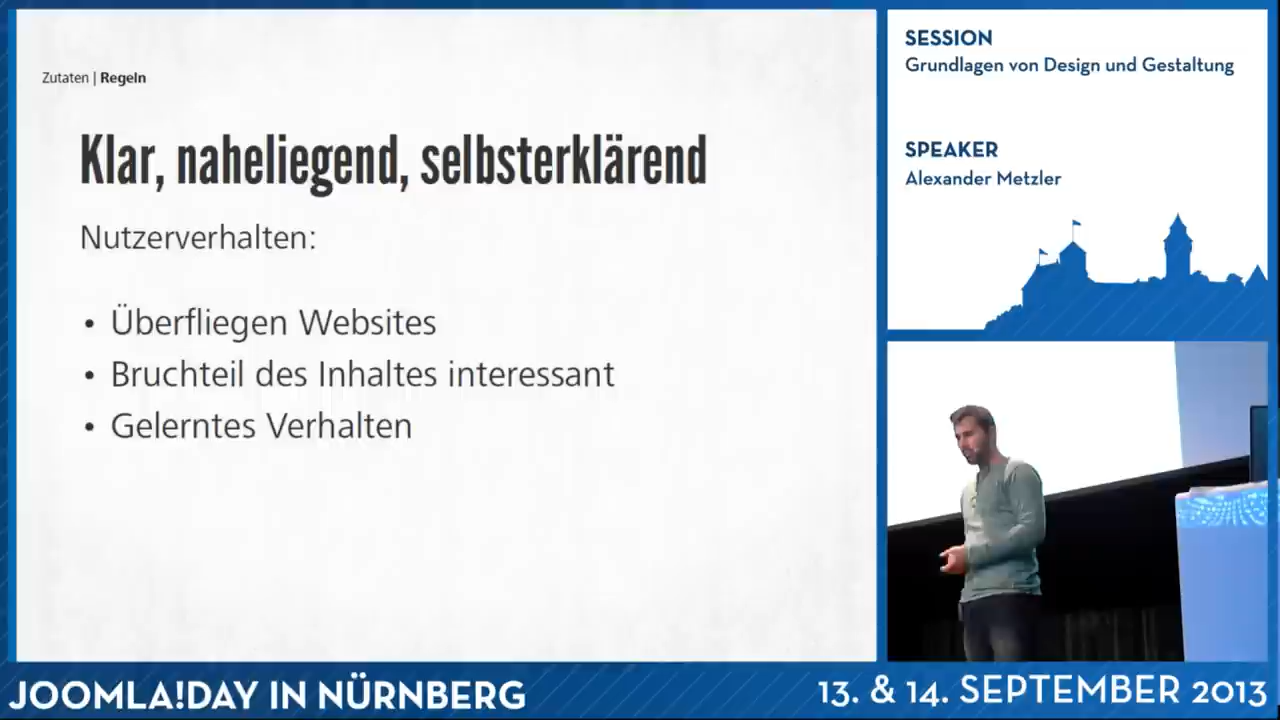 Zutaten | Regeln
Klar, naheliegend, selbsterklärend
Nutzerverhalten:
• Überfliegen Websites
• Bruchteil des Inhaltes interessant
• Gelerntes Verhalten
SESSION
Grundlagen von Design und Gestaltung
SPEAKER
Alexander Metzler
JOOMLA!DAY IN NÜRNBERG
13. & 14. SEPTEMBER 2013